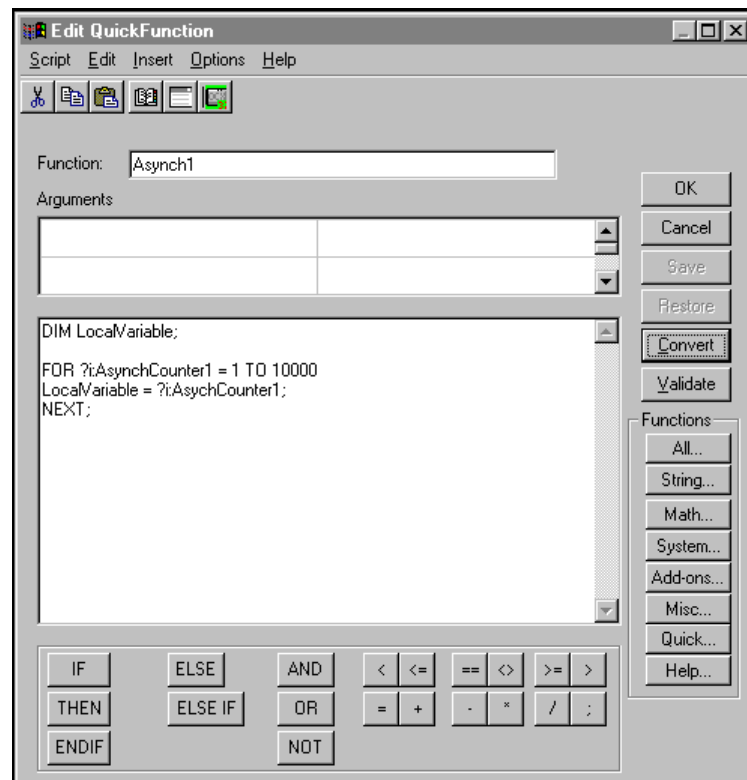 Edit QuickFunction
Script Edit Insert Options Help
Function: Asynch1
Arguments
OK
Cancel
Save
Restore
Convert
Validate
DIM LocalVariable;
FOR ?i:AsynchCounter1 = 1 TO 10000
LocalVariable = ?i:AsychCounter1;
NEXT;
Functions
All...
String...
Math...
System...
Add-ons...
Misc...
Quick...
Help...
IF ELSE AND < <= == <> >= >
THEN ELSE IF OR = + - * / ;
ENDIF NOT